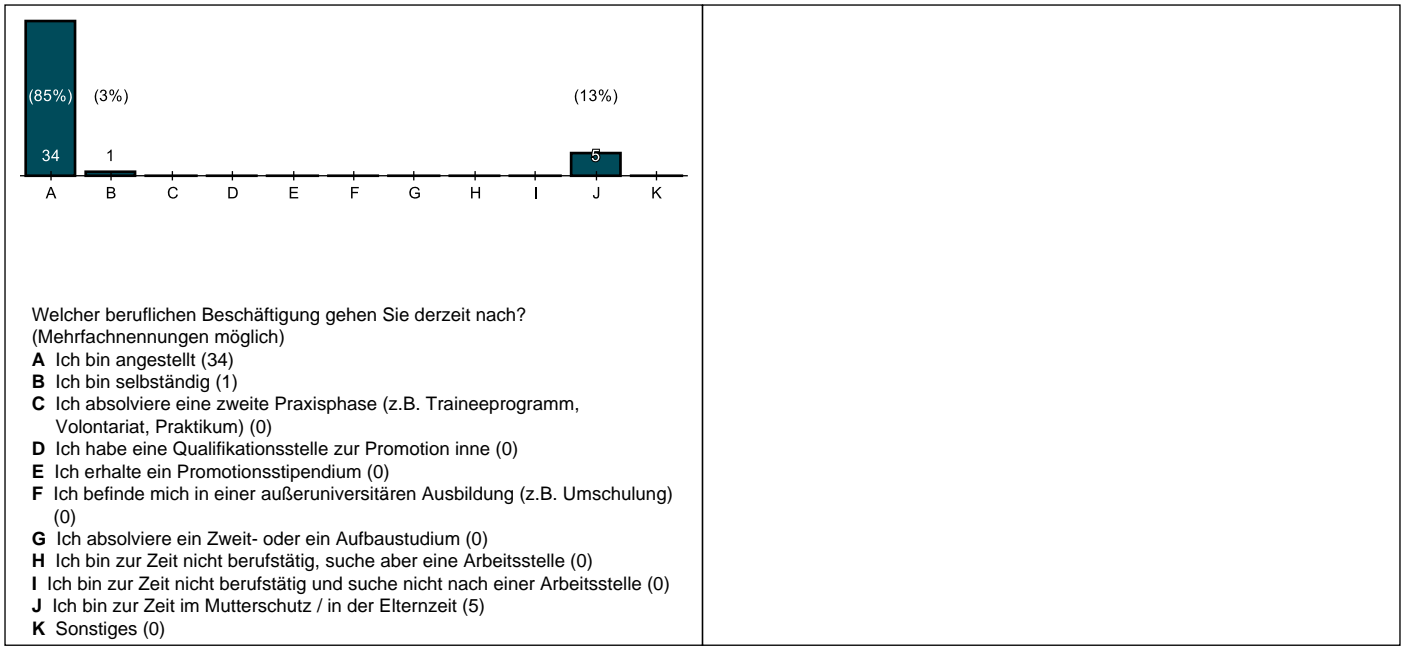 (85%) (3%) (13%)
34 1 5
A B C D E F G H I J K
Welcher beruflichen Beschäftigung gehen Sie derzeit nach?
(Mehrfachnennungen möglich)
A Ich bin angestellt (34)
B Ich bin selbständig (1)
C Ich absolviere eine zweite Praxisphase (z.B. Traineeprogramm,
Volontariat, Praktikum) (0)
D Ich habe eine Qualifikationsstelle zur Promotion inne (0)
E Ich erhalte ein Promotionsstipendium (0)
F Ich befinde mich in einer außeruniversitären Ausbildung (z.B. Umschulung)
(0)
G Ich absolviere ein Zweit- oder ein Aufbaustudium (0)
H Ich bin zur Zeit nicht berufstätig, suche aber eine Arbeitsstelle (0)
I Ich bin zur Zeit nicht berufstätig und suche nicht nach einer Arbeitsstelle (0)
J Ich bin zur Zeit im Mutterschutz / in der Elternzeit (5)
K Sonstiges (0)